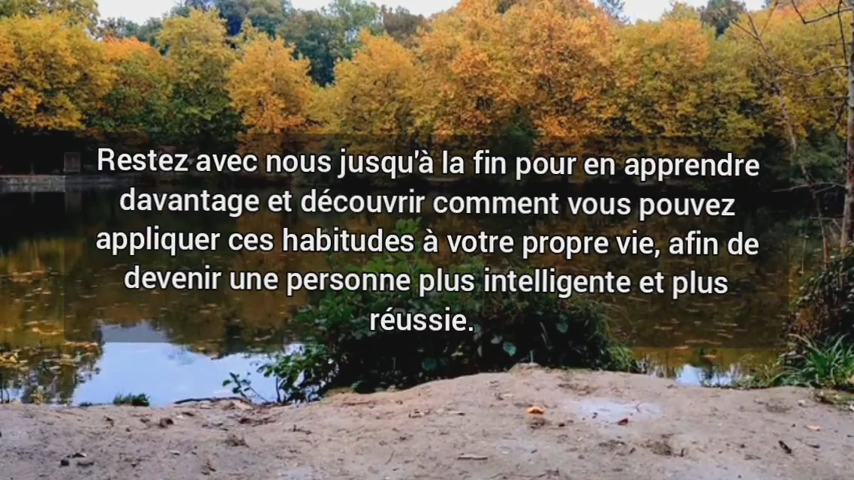 Restez avec nous jusqu'à la fin pour en apprendre
davantage et découvrir comment vous pouvez
appliquer ces habitudes à votre propre vie, afin de
devenir une personne plus intelligente et plus
réussie.